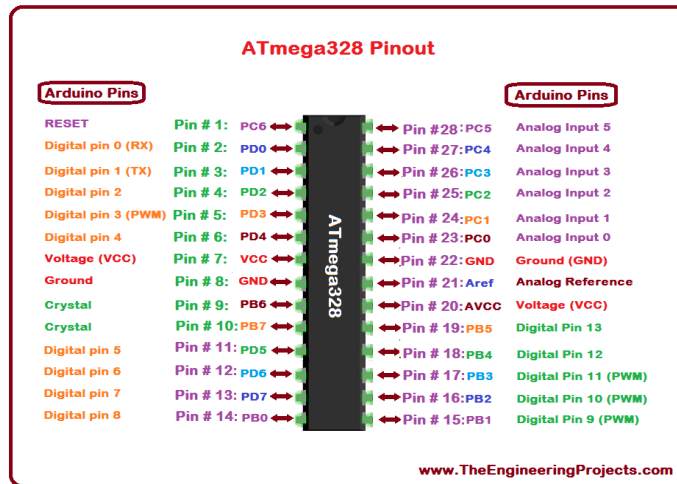 ATmega328 Pinout
Arduino Pins
Arduino Pins
RESET Pin # 1: PC6
Digital pin 0 (RX) Pin # 2: PD0
Digital pin 1 (TX) Pin # 3: PD1
Digital pin 2 Pin # 4: PD2
Digital pin 3 (PWM) Pin # 5: PD3
Digital pin 4 Pin # 6: PD4
Voltage (VCC) Pin # 7: VCC
Ground Pin # 8: GND
Crystal Pin # 9: PB6
Crystal Pin # 10: PB7
Digital pin 5 Pin # 11: PD5
Digital pin 6 Pin # 12: PD6
Digital pin 7 Pin # 13: PD7
Digital pin 8 Pin # 14: PB0
ATmega328
Pin #28: PC5 Analog Input 5
Pin #27: PC4 Analog Input 4
Pin # 26: PC3 Analog Input 3
Pin # 25: PC2 Analog Input 2
Pin # 24: PC1 Analog Input 1
Pin # 23: PC0 Analog Input 0
Pin # 22: GND Ground (GND)
Pin # 21: Aref Analog Reference
Pin # 20: AVCC Voltage (VCC)
Pin # 19: PB5 Digital Pin 13
Pin # 18: PB4 Digital Pin 12
Pin # 17: PB3 Digital Pin 11 (PWM)
Pin # 16: PB2 Digital Pin 10 (PWM)
Pin # 15: PB1 Digital Pin 9 (PWM)
www.TheEngineeringProjects.com